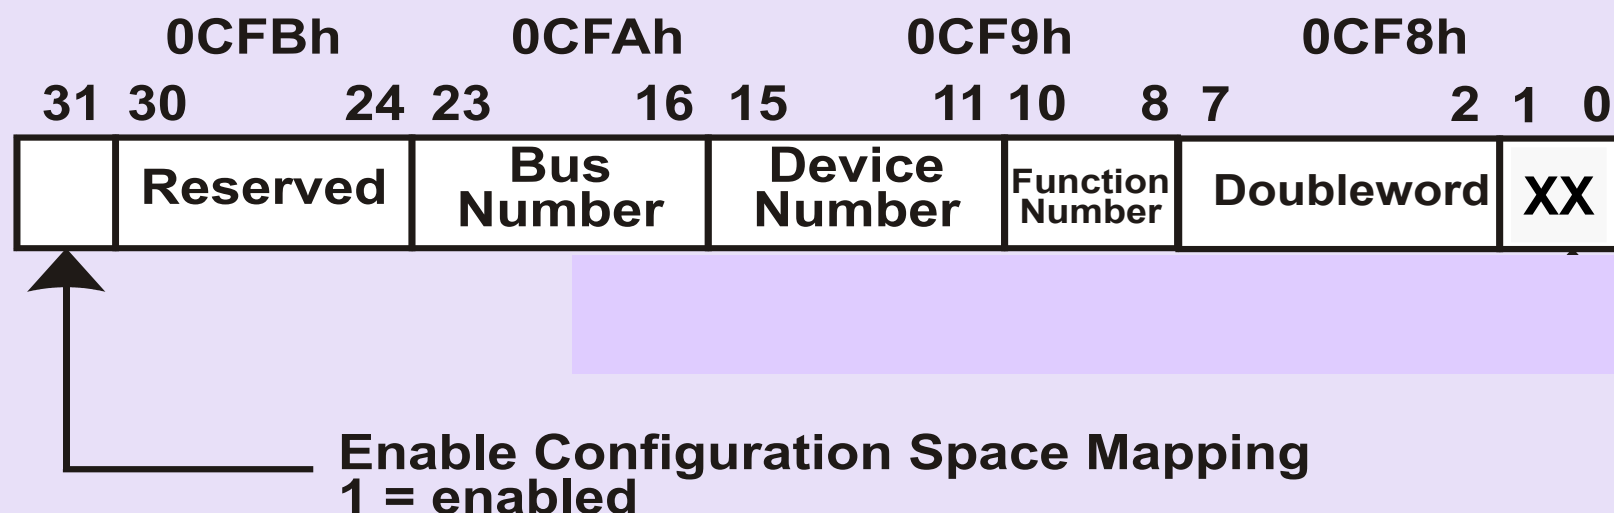 0CFBh 0CFAh 0CF9h 0CF8h
31 30 24 23 16 15 11 10 8 7 2 1 0
Reserved
Bus
Number
Device
Number
Function
Number
Doubleword
XX
Enable Configuration Space Mapping
1 = enabled